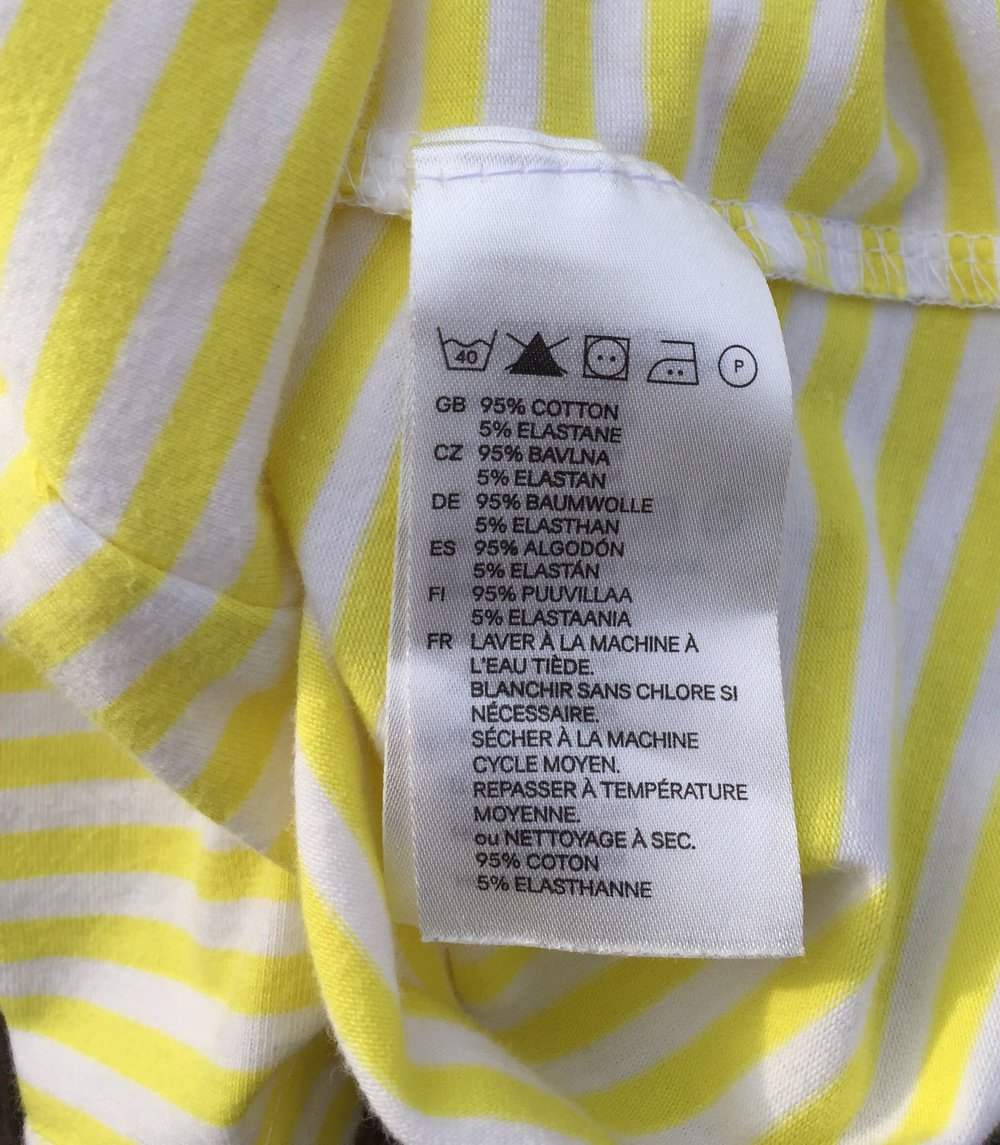 40 P
GB 95% COTTON
5% ELASTANE
CZ 95% BAVLNA
5% ELASTAN
DE 95% BAUMWOLLE
5% ELASTHAN
ES 95% ALGODÓN
5% ELASTÁN
FI 95% PUUVILLAA
5% ELASTAANIA
FR LAVER À LA MACHINE À
L'EAU TIÈDE.
BLANCHIR SANS CHLORE SI
NÉCESSAIRE.
SÉCHER À LA MACHINE
CYCLE MOYEN.
REPASSER À TEMPÉRATURE
MOYENNE.
ou NETTOYAGE À SEC.
95% COTON
5% ELASTHANNE